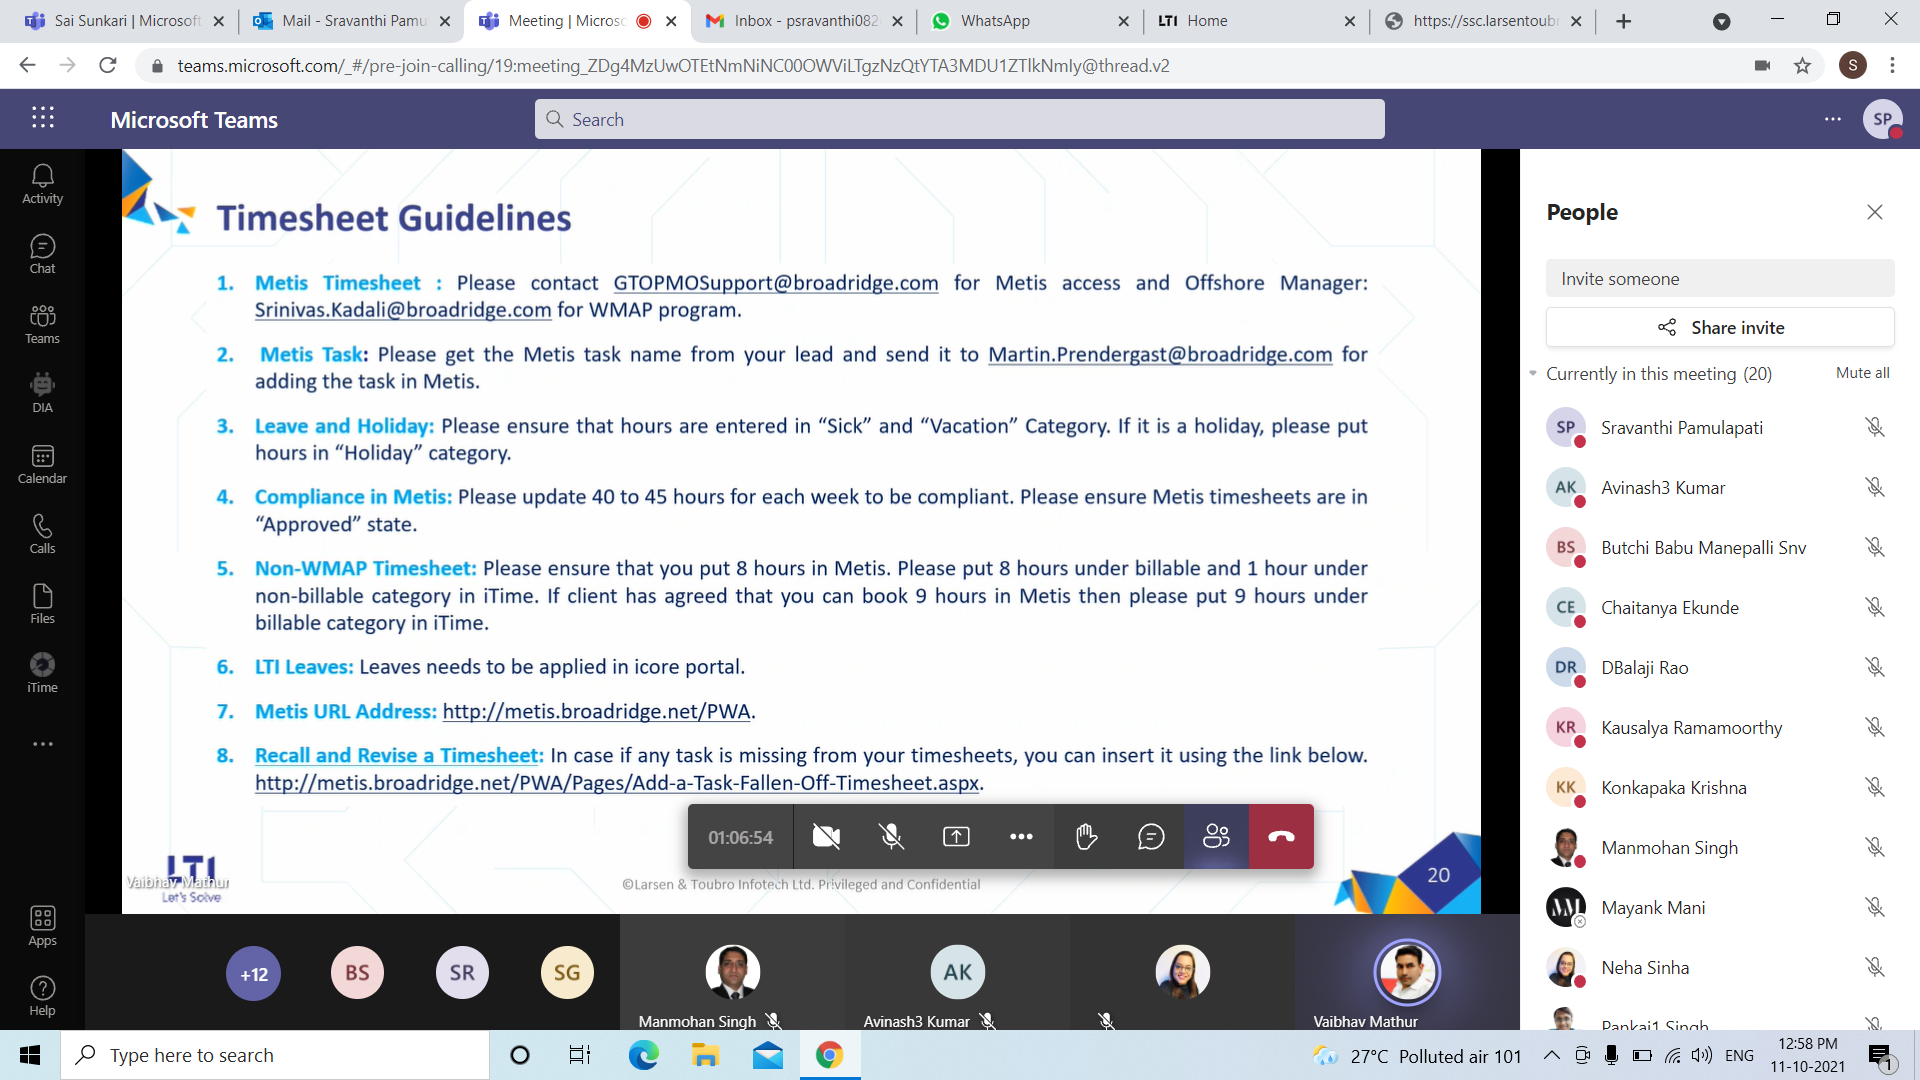 Sai Sunkari | Microsoft
Mail - Sravanthi Pamu
Meeting | Microso
Inbox - psravanthi082
WhatsApp
LTI Home
https://ssc.larsentoub
teams.microsoft.com/_#/pre-join-calling/19:meeting_ZDg4MzUwOTEtNmNiNC00OWViLTgzNzQtYTA3MDU1ZTlkNmIy@thread.v2
S
Microsoft Teams
Search
SP
Activity
Chat
Teams
DIA
Calendar
Calls
Files
iTime
Apps
Help
Timesheet Guidelines
1. Metis Timesheet : Please contact GTOPMOSupport@broadridge.com for Metis access and Offshore Manager:
Srinivas.Kadali@broadridge.com for WMAP program.
2. Metis Task: Please get the Metis task name from your lead and send it to Martin.Prendergast@broadridge.com for
adding the task in Metis.
3. Leave and Holiday: Please ensure that hours are entered in “Sick” and “Vacation” Category. If it is a holiday, please put
hours in “Holiday” category.
4. Compliance in Metis: Please update 40 to 45 hours for each week to be compliant. Please ensure Metis timesheets are in
“Approved” state.
5. Non-WMAP Timesheet: Please ensure that you put 8 hours in Metis. Please put 8 hours under billable and 1 hour under
non-billable category in iTime. If client has agreed that you can book 9 hours in Metis then please put 9 hours under
billable category in iTime.
6. LTI Leaves: Leaves needs to be applied in icore portal.
7. Metis URL Address: http://metis.broadridge.net/PWA.
8. Recall and Revise a Timesheet: In case if any task is missing from your timesheets, you can insert it using the link below.
http://metis.broadridge.net/PWA/Pages/Add-a-Task-Fallen-Off-Timesheet.aspx.
01:06:54
LTI
Vaibhav Mathur
Let's Solve
©Larsen & Toubro Infotech Ltd. Privileged and Confidential
20
+12
BS
SR
SG
Manmohan Singh
AK
Avinash3 Kumar
Vaibhav Mathur
People
Invite someone
Share invite
Currently in this meeting (20)
Mute all
SP Sravanthi Pamulapati
AK Avinash3 Kumar
BS Butchi Babu Manepalli Snv
CE Chaitanya Ekunde
DR DBalaji Rao
KR Kausalya Ramamoorthy
KK Konkapaka Krishna
Manmohan Singh
Mayank Mani
Neha Sinha
Pankaj1 Singh
Type here to search
27°C Polluted air 101
ENG
12:58 PM
11-10-2021
1